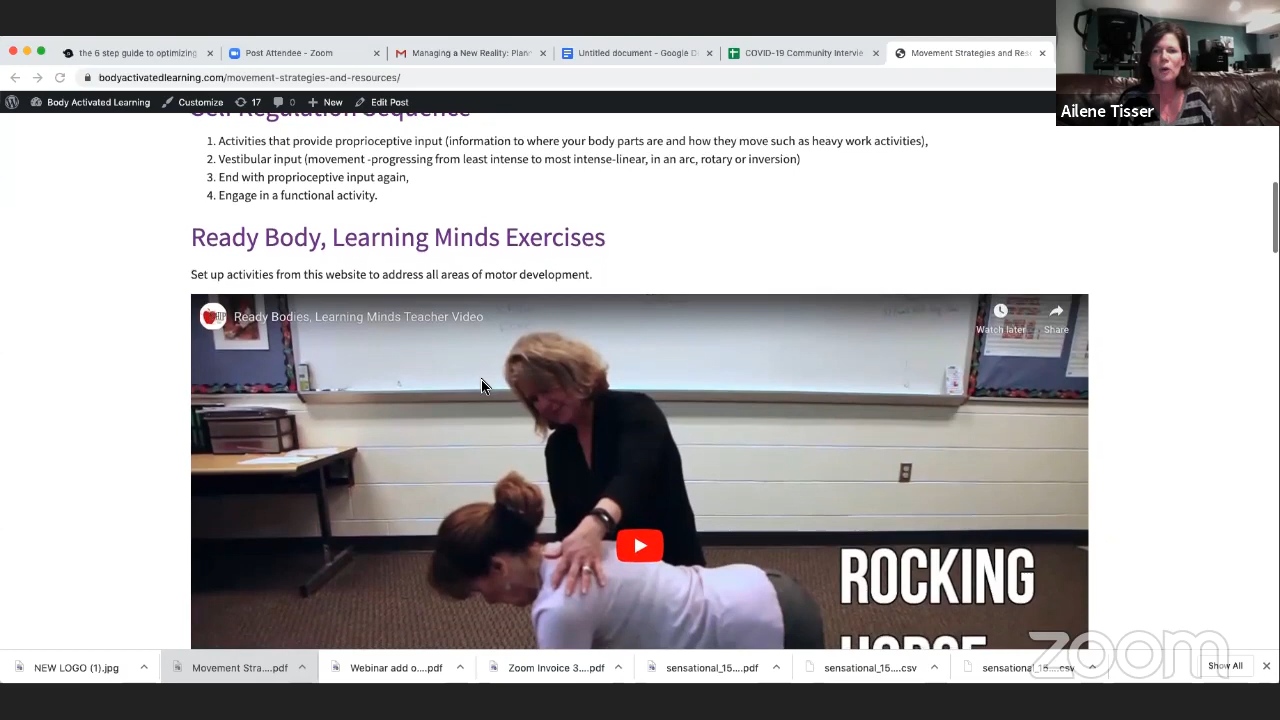 the 6 step guide to optimizing
Post Attendee - Zoom
Managing a New Reality: Plan
Untitled document - Google D
COVID-19 Community Intervie
Movement Strategies and Res
bodyactivatedlearning.com/movement-strategies-and-resources/
Body Activated Learning
Customize
17
0
New
Edit Post
Ailene Tisser
Self Regulation Sequence
1. Activities that provide proprioceptive input (information to where your body parts are and how they move such as heavy work activities),
2. Vestibular input (movement -progressing from least intense to most intense-linear, in an arc, rotary or inversion)
3. End with proprioceptive input again,
4. Engage in a functional activity.
Ready Body, Learning Minds Exercises
Set up activities from this website to address all areas of motor development.
Ready Bodies, Learning Minds Teacher Video
Watch later
Share
ROCKING
HORSE
zoom
NEW LOGO (1).jpg
Movement Stra....pdf
Webinar add o....pdf
Zoom Invoice 3....pdf
sensational_15....pdf
sensational_15....csv
sensational_15....csv
Show All